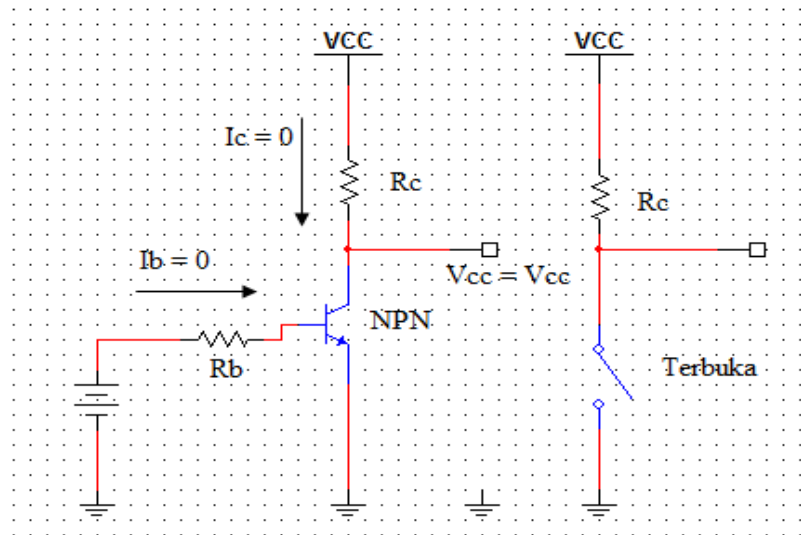 VCC
VCC
Ic = 0
Rc
Rc
Ib = 0
Vcc = Vcc
NPN
Rb
Terbuka